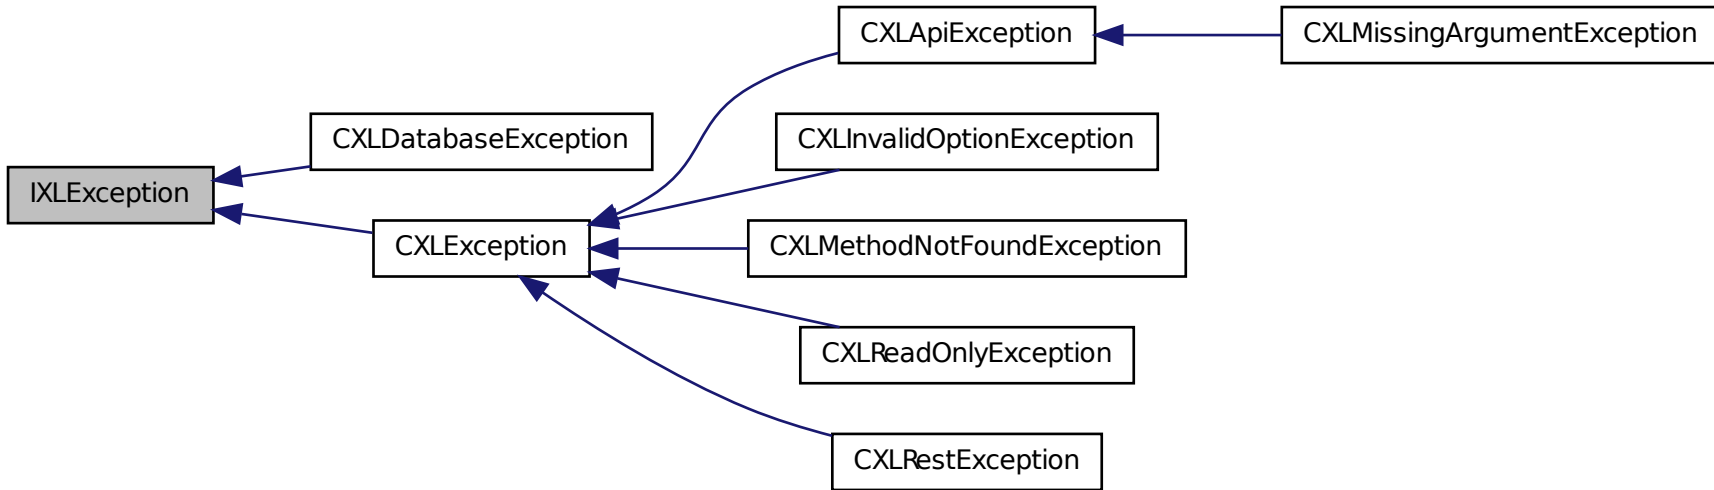 CXLApiException
CXLMissingArgumentException
CXLDatabaseException
CXLInvalidOptionException
IXLException
CXLException
CXLMethodNotFoundException
CXLReadOnlyException
CXLRestException